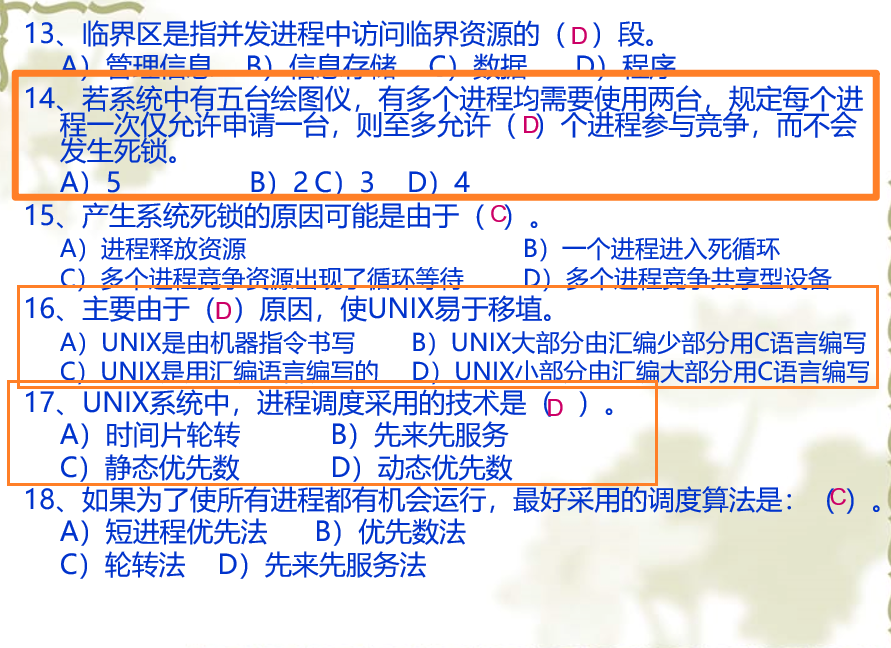 13、临界区是指并发进程中访问临界资源的（D）段。
A）管理信息 B）信息存储 C）数据 D）程序
14、若系统中有五台绘图仪，有多个进程均需要使用两台，规定每个进
程一次仅允许申请一台，则至多允许（D）个进程参与竞争，而不会
发生死锁。
A）5 B）2 C）3 D）4
15、产生系统死锁的原因可能是由于（C）。
A）进程释放资源 B）一个进程进入死循环
C）多个进程竞争资源出现了循环等待 D）多个进程竞争共享型设备
16、主要由于（D）原因，使UNIX易于移埴。
A）UNIX是由机器指令书写 B）UNIX大部分由汇编少部分用C语言编写
C）UNIX是用汇编语言编写的 D）UNIX小部分由汇编大部分用C语言编写
17、UNIX系统中，进程调度采用的技术是（D）。
A）时间片轮转 B）先来先服务
C）静态优先数 D）动态优先数
18、如果为了使所有进程都有机会运行，最好采用的调度算法是：（C）。
A）短进程优先法 B）优先数法
C）轮转法 D）先来先服务法